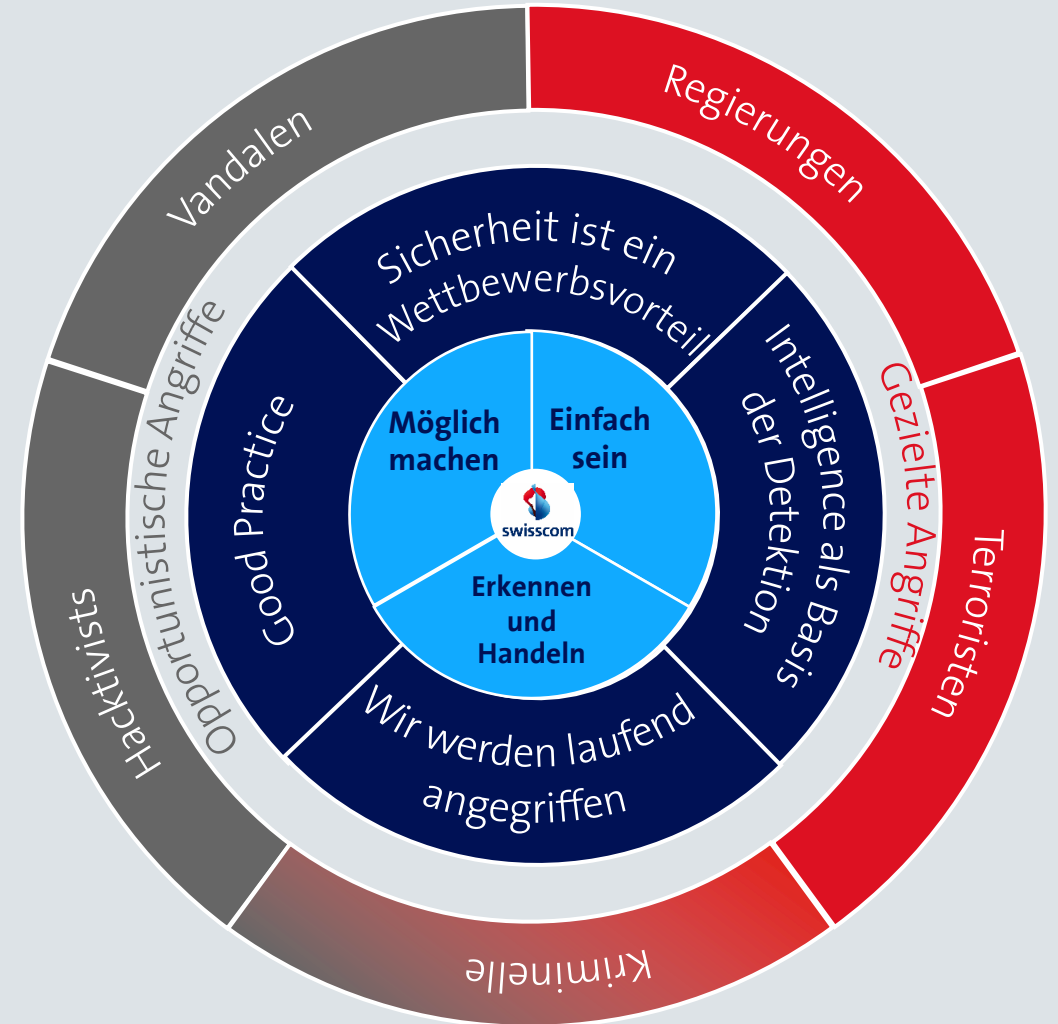 Vandalen
Regierungen
Terroristen
Kriminelle
Hacktivists
Opportunistische Angriffe
Gezielte Angriffe
Sicherheit ist ein
Wettbewerbsvorteil
Intelligence als Basis
der Detektion
Wir werden laufend
angegriffen
Good Practice
Möglich
machen
Einfach
sein
swisscom
Erkennen
und
Handeln